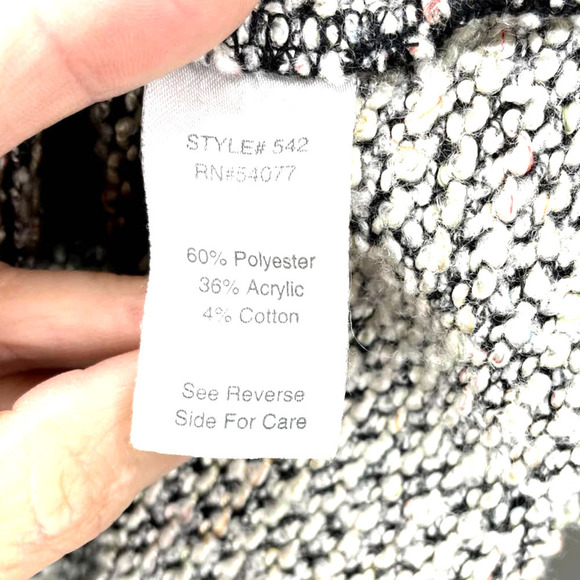 STYLE# 542
RN#54077
60% Polyester
36% Acrylic
4% Cotton
See Reverse
Side For Care